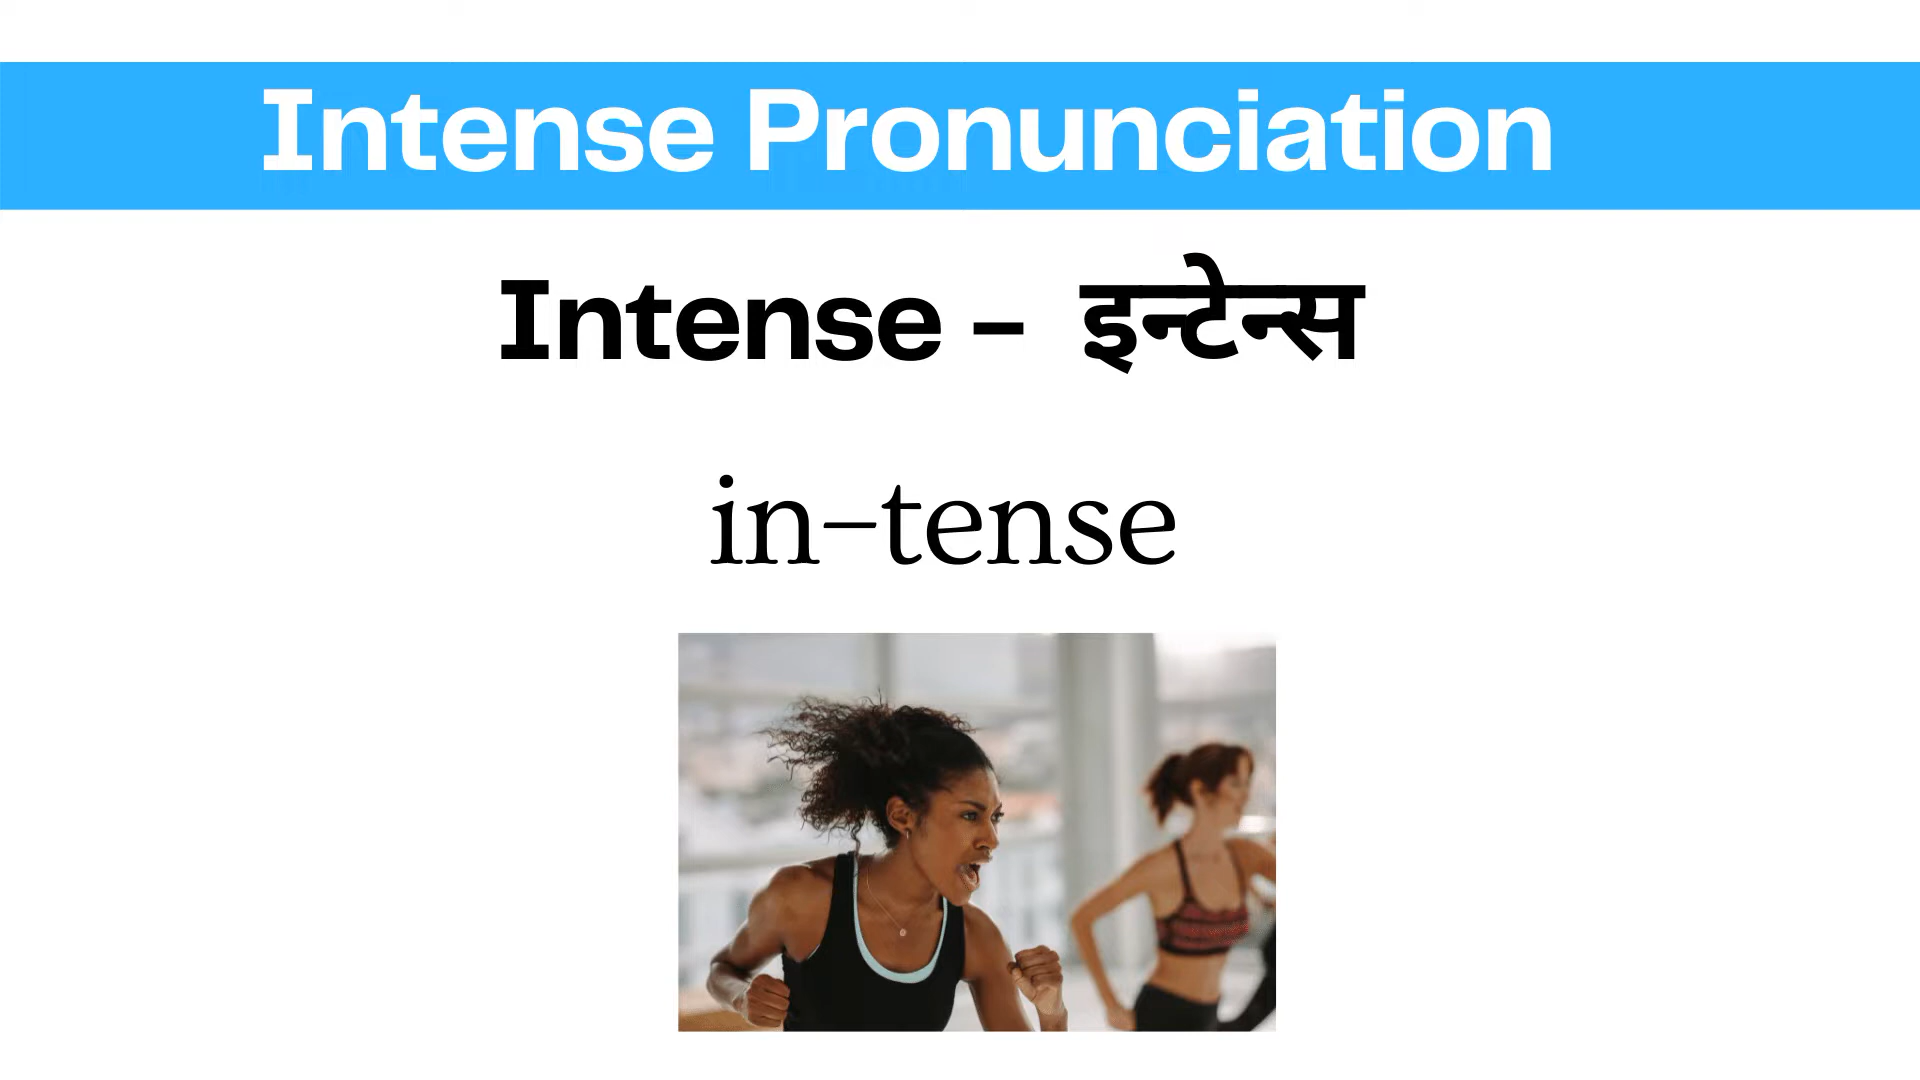 Intense Pronunciation
Intense - इन्टेन्स
in-tense